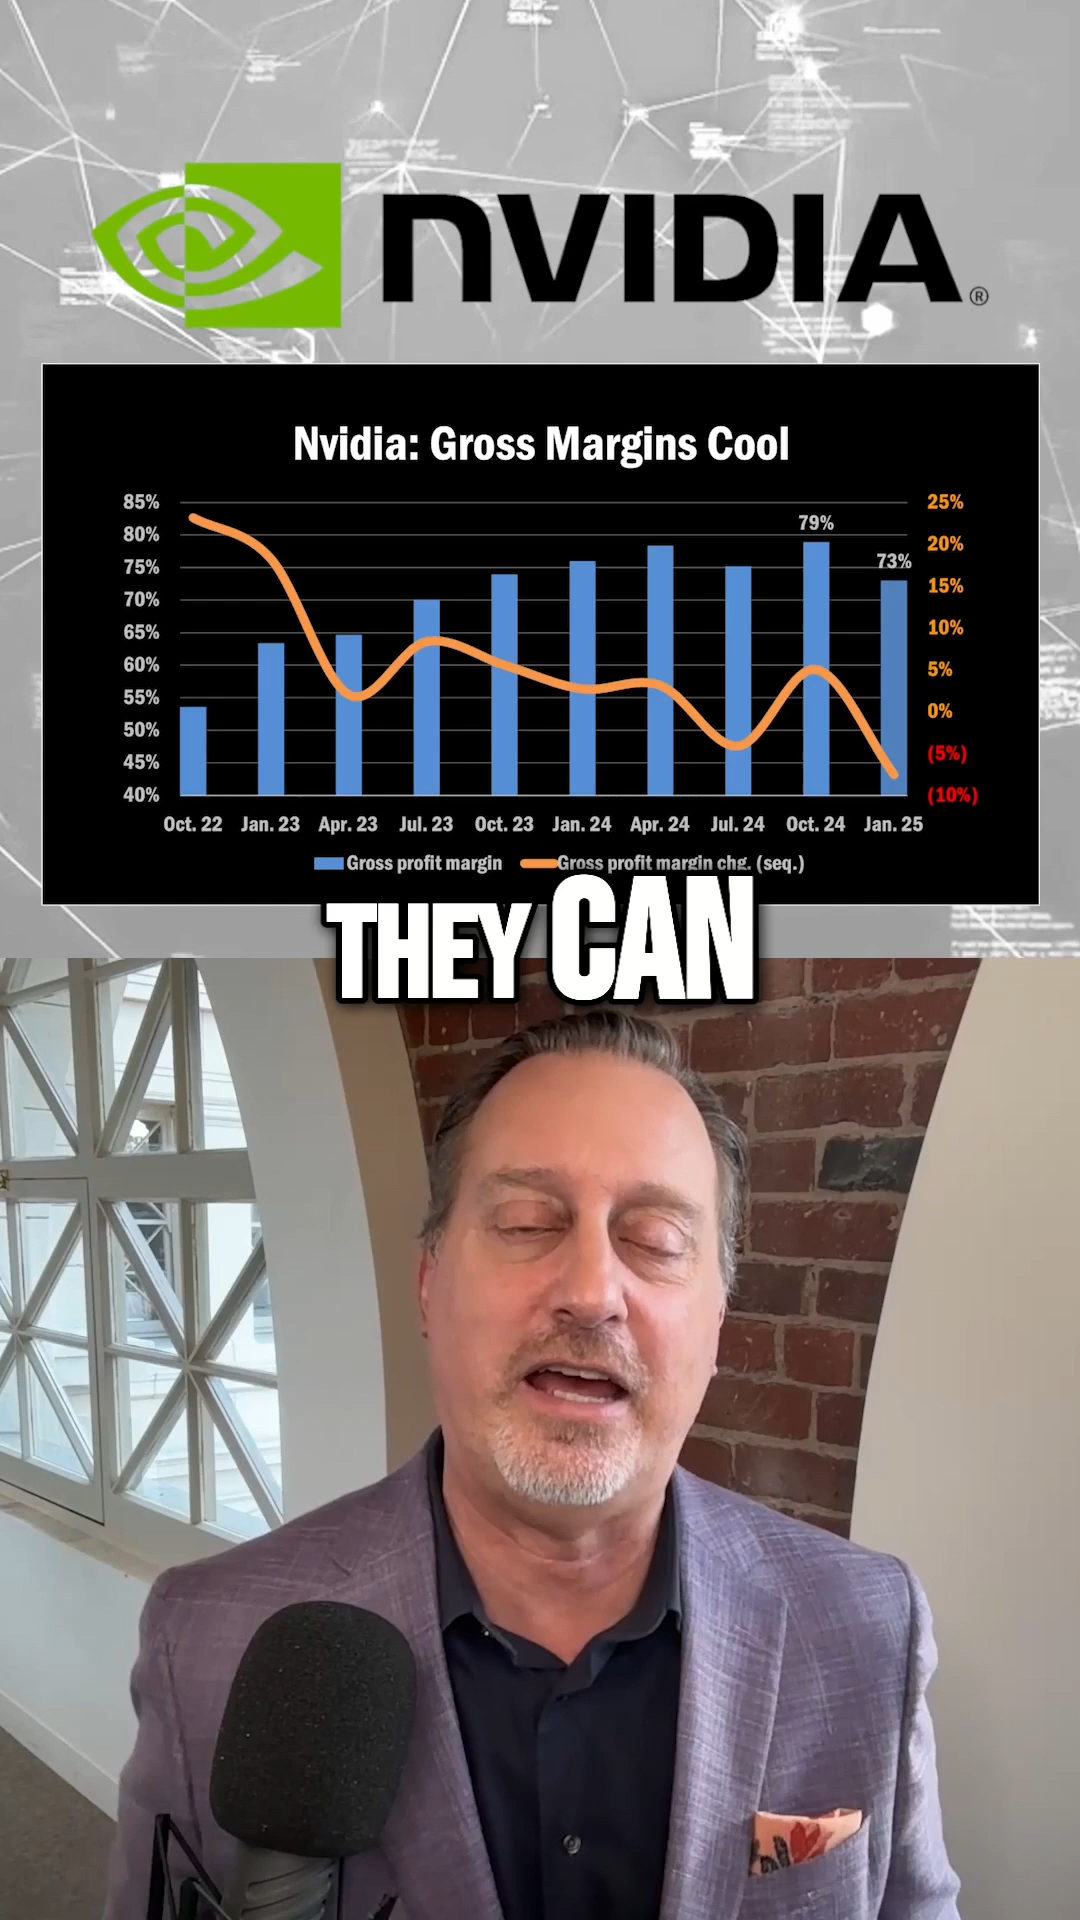 NVIDIA®
Nvidia: Gross Margins Cool
85% 25%
80% 79% 20%
75% 73% 15%
70% 10%
65% 5%
60% 0%
55% (5%)
50% (10%)
45%
40%
Oct. 22 Jan. 23 Apr. 23 Jul. 23 Oct. 23 Jan. 24 Apr. 24 Jul. 24 Oct. 24 Jan. 25
Gross profit margin Gross profit margin chg. (seq.)
THEY CAN